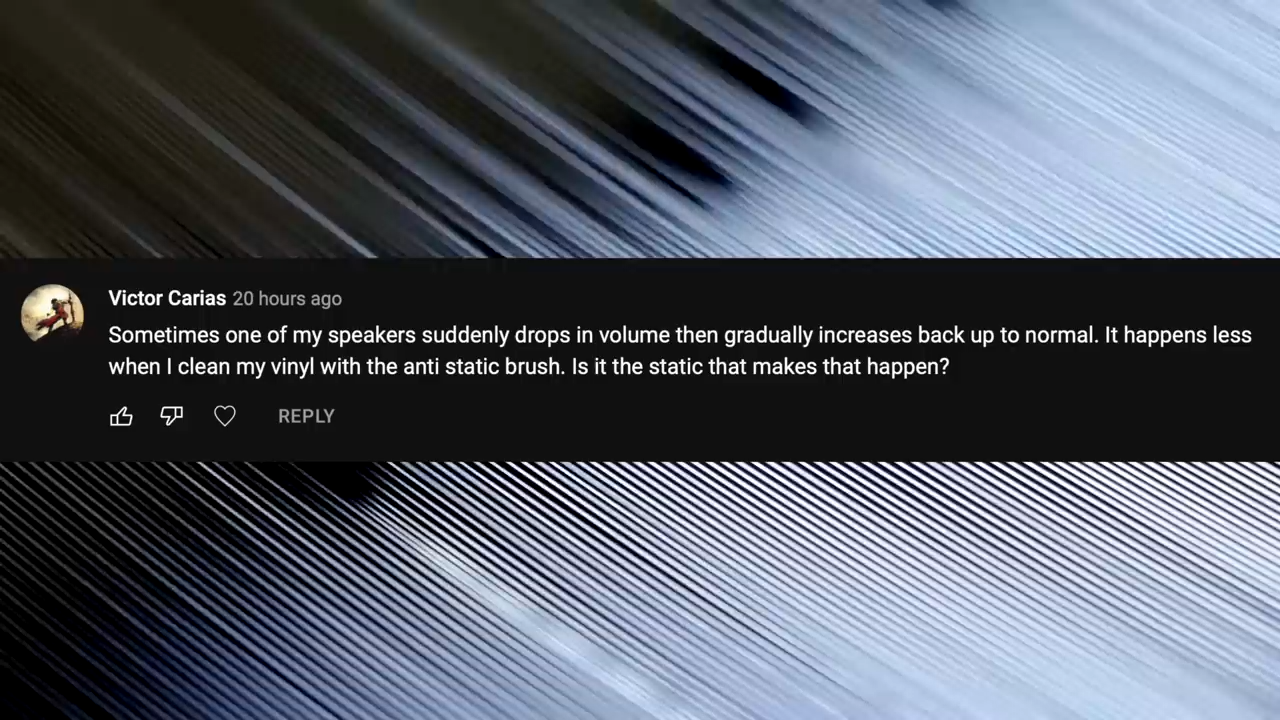 Victor Carias 20 hours ago
Sometimes one of my speakers suddenly drops in volume then gradually increases back up to normal. It happens less
when I clean my vinyl with the anti static brush. Is it the static that makes that happen?
REPLY